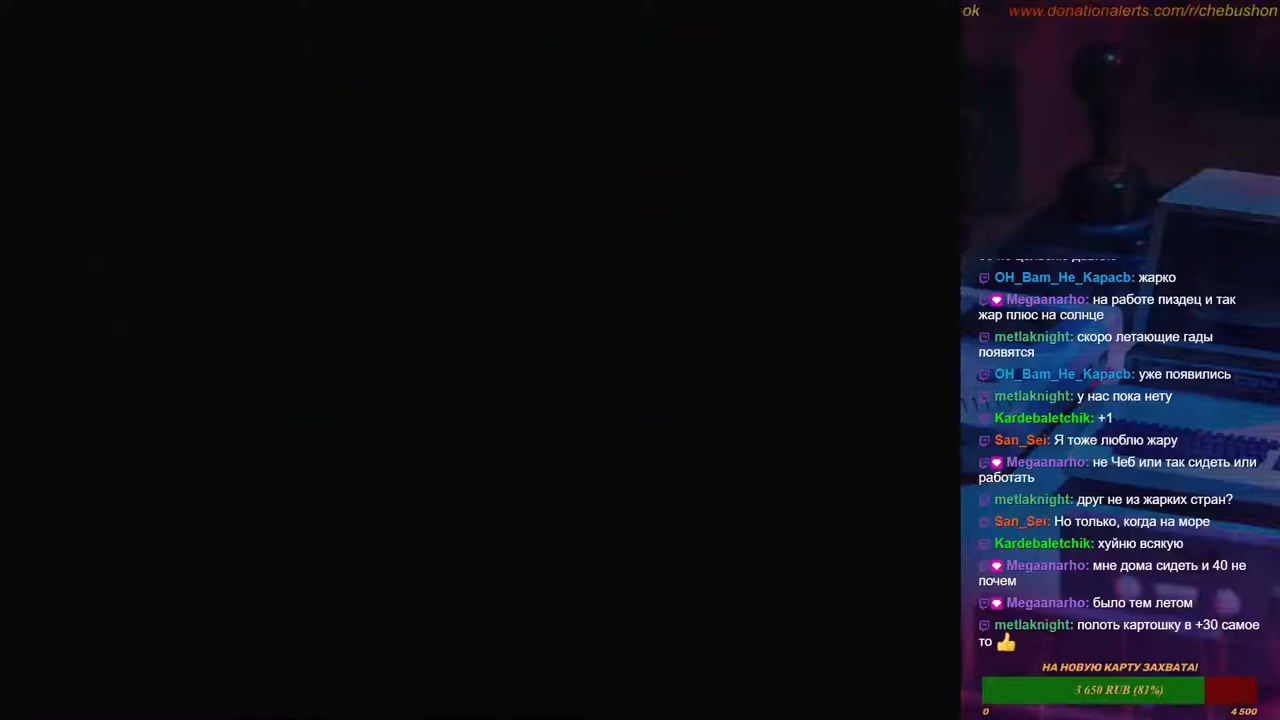 ok www.donationalerts.com/r/chebushon
OH_Bam_He_Kapacb: жарко
Megaanarho: на работе пиздец и так
жар плюс на солнце
metlaknight: скоро летающие гады
появятся
OH_Bam_He_Kapacb: уже появились
metlaknight: у нас пока нету
Kardebaletchik: +1
San_Sei: Я тоже люблю жару
Megaanarho: не Чеб или так сидеть или
работать
metlaknight: друг не из жарких стран?
San_Sei: Но только, когда на море
Kardebaletchik: хуйню всякую
Megaanarho: мне дома сидеть и 40 не
почем
Megaanarho: было тем летом
metlaknight: полоть картошку в +30 самое
то 👍
НА НОВУЮ КАРТУ ЗАХВАТА!
3 650 RUB (81%)
0 4 500